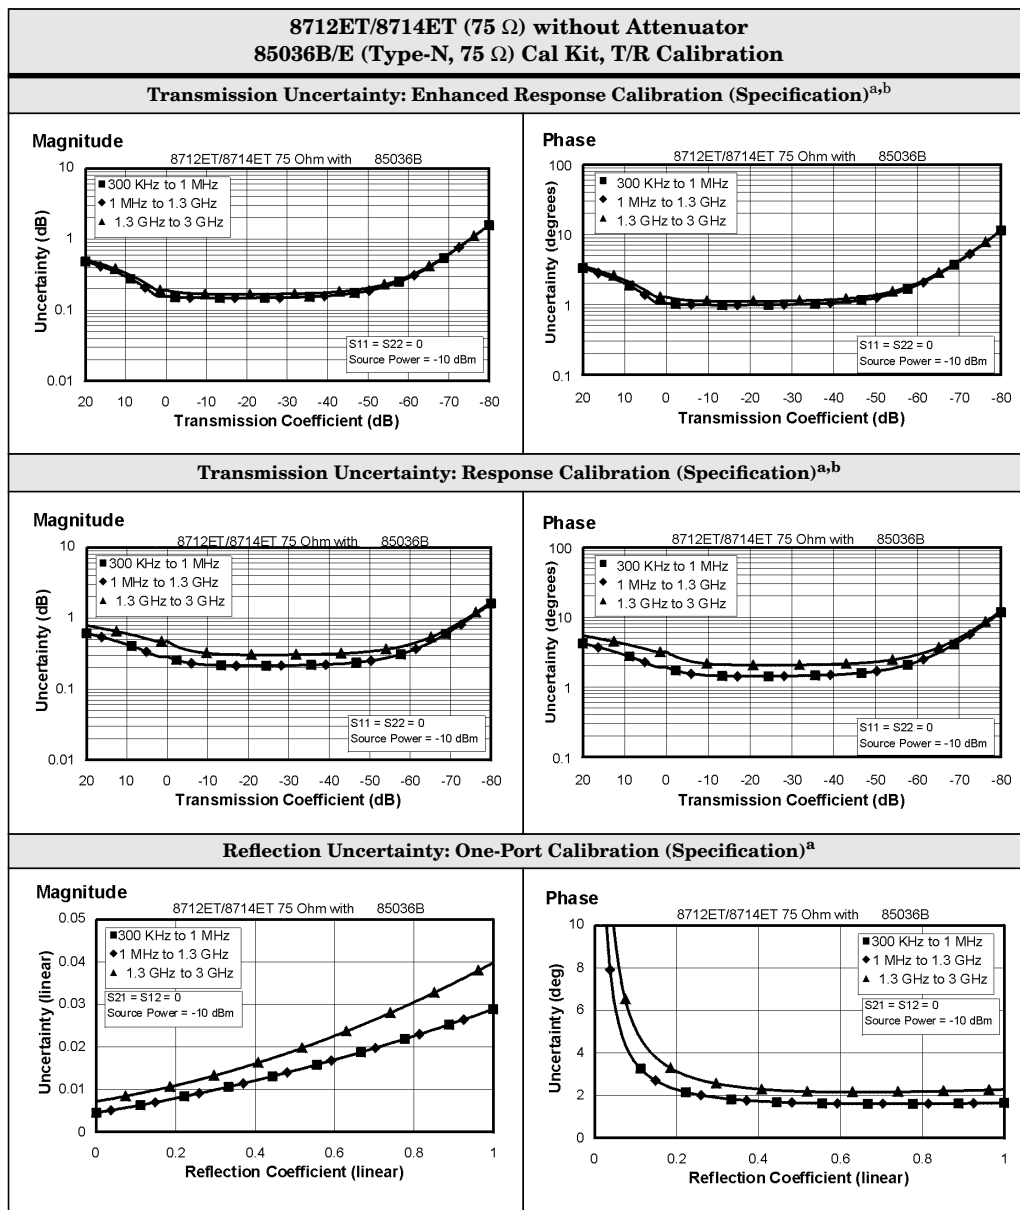 8712ET/8714ET (75 Ω) without Attenuator
85036B/E (Type-N, 75 Ω) Cal Kit, T/R Calibration
Transmission Uncertainty: Enhanced Response Calibration (Specification)a,b
Magnitude
8712ET/8714ET 75 Ohm with 85036B
10
1
0.1
0.01
Uncertainty (dB)
300 KHz to 1 MHz
1 MHz to 1.3 GHz
1.3 GHz to 3 GHz
S11 = S22 = 0
Source Power = -10 dBm
20 10 0 -10 -20 -30 -40 -50 -60 -70 -80
Transmission Coefficient (dB)
Phase
8712ET/8714ET 75 Ohm with 85036B
100
10
1
0.1
Uncertainty (degrees)
300 KHz to 1 MHz
1 MHz to 1.3 GHz
1.3 GHz to 3 GHz
S11 = S22 = 0
Source Power = -10 dBm
20 10 0 -10 -20 -30 -40 -50 -60 -70 -80
Transmission Coefficient (dB)
Transmission Uncertainty: Response Calibration (Specification)a,b
Magnitude
8712ET/8714ET 75 Ohm with 85036B
10
1
0.1
0.01
Uncertainty (dB)
300 KHz to 1 MHz
1 MHz to 1.3 GHz
1.3 GHz to 3 GHz
S11 = S22 = 0
Source Power = -10 dBm
20 10 0 -10 -20 -30 -40 -50 -60 -70 -80
Transmission Coefficient (dB)
Phase
8712ET/8714ET 75 Ohm with 85036B
100
10
1
0.1
Uncertainty (degrees)
300 KHz to 1 MHz
1 MHz to 1.3 GHz
1.3 GHz to 3 GHz
S11 = S22 = 0
Source Power = -10 dBm
20 10 0 -10 -20 -30 -40 -50 -60 -70 -80
Transmission Coefficient (dB)
Reflection Uncertainty: One-Port Calibration (Specification)a
Magnitude
8712ET/8714ET 75 Ohm with 85036B
0.05
0.04
0.03
0.02
0.01
0
Uncertainty (linear)
300 KHz to 1 MHz
1 MHz to 1.3 GHz
1.3 GHz to 3 GHz
S21 = S12 = 0
Source Power = -10 dBm
0 0.2 0.4 0.6 0.8 1
Reflection Coefficient (linear)
Phase
8712ET/8714ET 75 Ohm with 85036B
10
8
6
4
2
0
Uncertainty (deg)
300 KHz to 1 MHz
1 MHz to 1.3 GHz
1.3 GHz to 3 GHz
S21 = S12 = 0
Source Power = -10 dBm
0 0.2 0.4 0.6 0.8 1
Reflection Coefficient (linear)